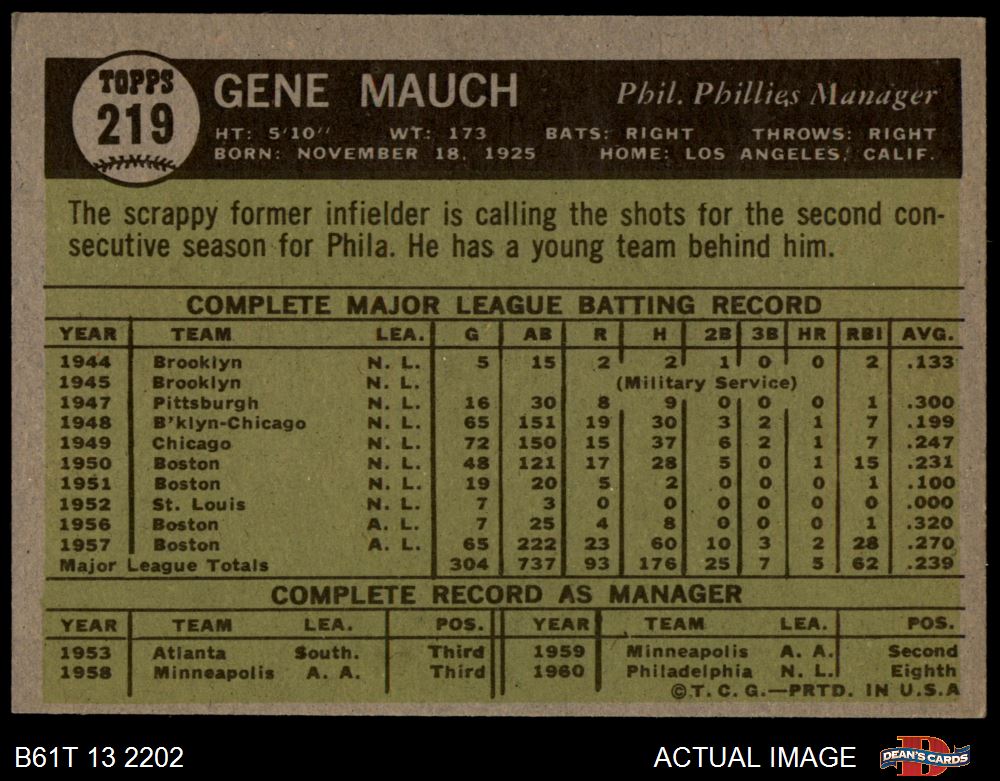 TOPPS
219
GENE MAUCH Phil. Phillies Manager
HT: 5'10" WT: 173 BATS: RIGHT THROWS: RIGHT
BORN: NOVEMBER 18, 1925 HOME: LOS ANGELES, CALIF.
The scrappy former infielder is calling the shots for the second con-
secutive season for Phila. He has a young team behind him.
COMPLETE MAJOR LEAGUE BATTING RECORD
YEAR TEAM LEA. G AB R H 2B 3B HR RBI AVG.
1944 Brooklyn N. L. 5 15 2 2 1 0 0 2 .133
1945 Brooklyn N. L. (Military Service)
1947 Pittsburgh N. L. 16 30 8 9 0 0 0 1 .300
1948 B'klyn-Chicago N. L. 65 151 19 30 3 2 1 7 .199
1949 Chicago N. L. 72 150 15 37 6 2 1 7 .247
1950 Boston N. L. 48 121 17 28 5 0 1 15 .231
1951 Boston N. L. 19 20 5 2 0 0 0 1 .100
1952 St. Louis N. L. 7 3 0 0 0 0 0 0 .000
1956 Boston A. L. 7 25 4 8 0 0 0 1 .320
1957 Boston A. L. 65 222 23 60 10 3 2 28 .270
Major League Totals 304 737 93 176 25 7 5 62 .239
COMPLETE RECORD AS MANAGER
YEAR TEAM LEA. POS. YEAR TEAM LEA. POS.
1953 Atlanta South. Third 1959 Minneapolis A. A. Second
1958 Minneapolis A. A. Third 1960 Philadelphia N. L. Eighth
©T. C. G.—PRTD. IN U.S.A
B61T 13 2202 ACTUAL IMAGE DEAN'S CARDS